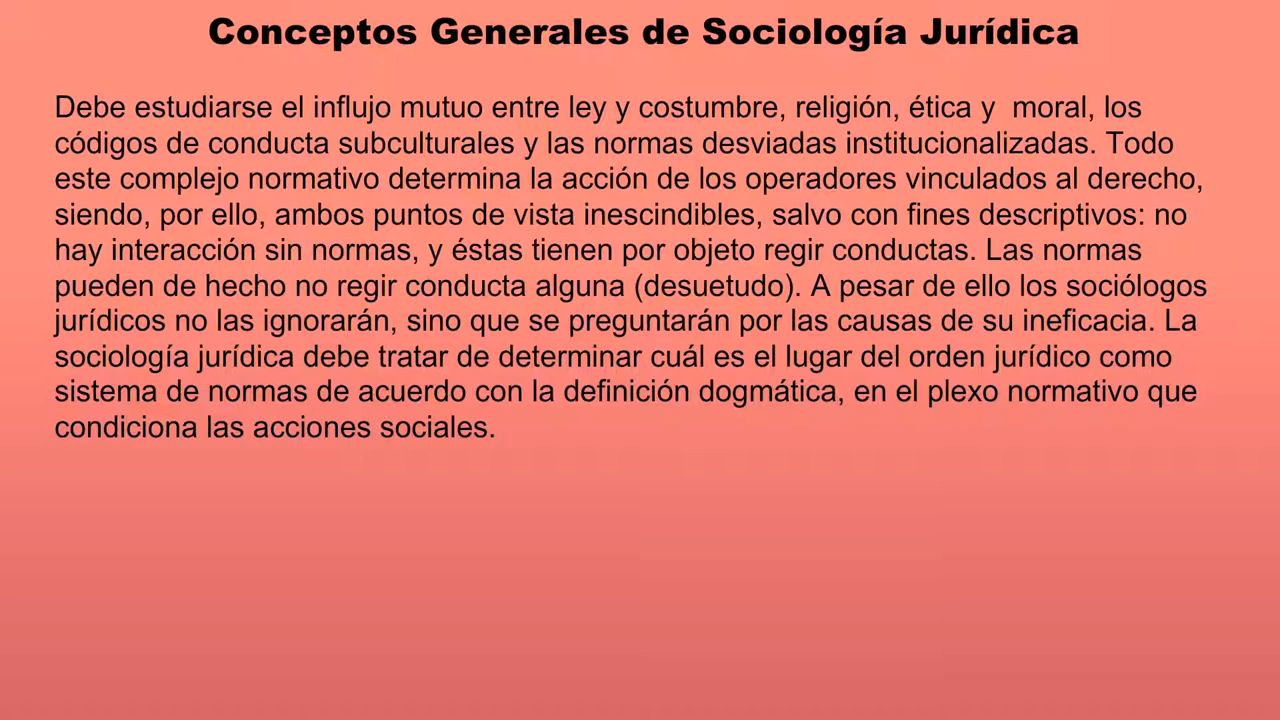 Conceptos Generales de Sociología Jurídica
Debe estudiarse el influjo mutuo entre ley y costumbre, religión, ética y  moral, los
códigos de conducta subculturales y las normas desviadas institucionalizadas. Todo
este complejo normativo determina la acción de los operadores vinculados al derecho,
siendo, por ello, ambos puntos de vista inescindibles, salvo con fines descriptivos: no
hay interacción sin normas, y éstas tienen por objeto regir conductas. Las normas
pueden de hecho no regir conducta alguna (desuetudo). A pesar de ello los sociólogos
jurídicos no las ignorarán, sino que se preguntarán por las causas de su ineficacia. La
sociología jurídica debe tratar de determinar cuál es el lugar del orden jurídico como
sistema de normas de acuerdo con la definición dogmática, en el plexo normativo que
condiciona las acciones sociales.